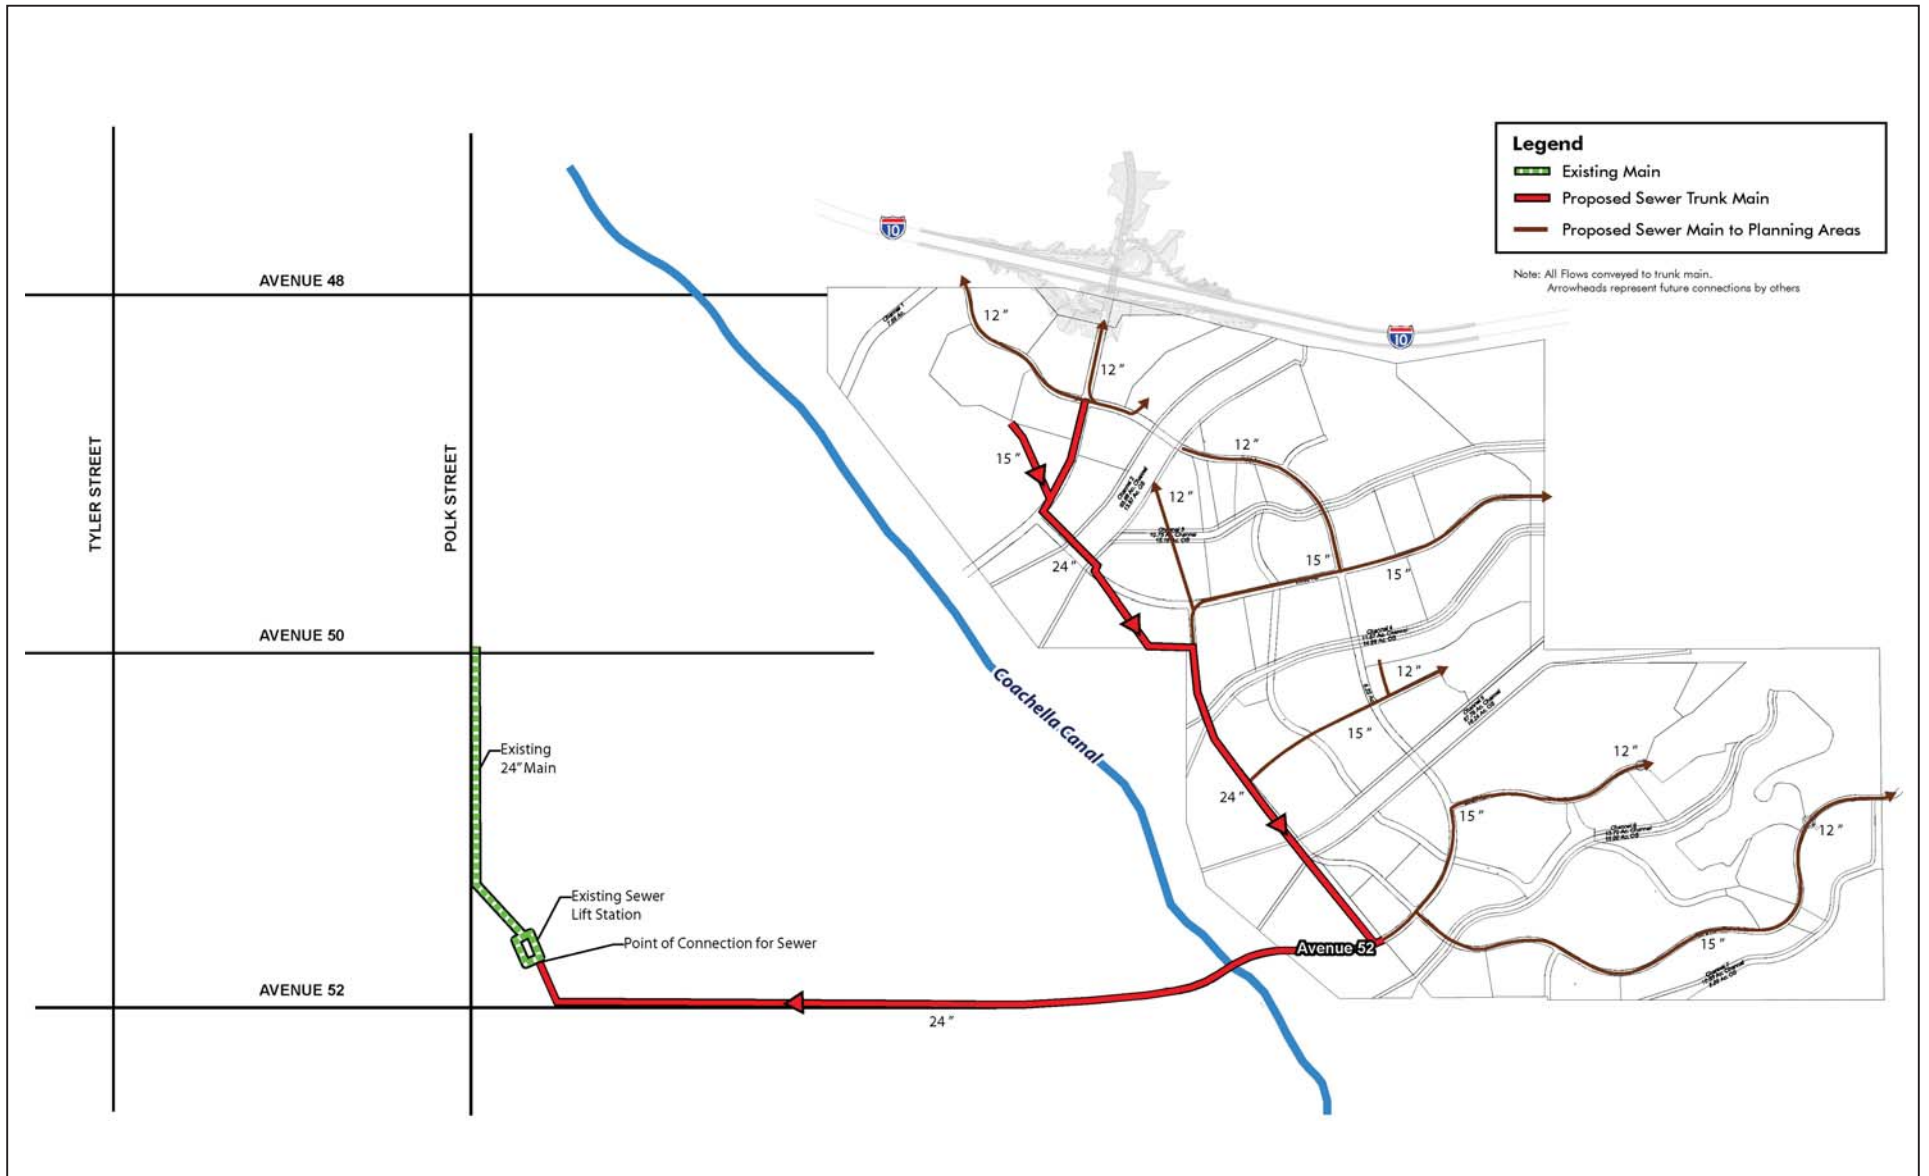 Legend
Existing Main
Proposed Sewer Trunk Main
Proposed Sewer Main to Planning Areas
Note: All Flows conveyed to trunk main.
Arrowheads represent future connections by others
10
10
AVENUE 48
TYLER STREET
POLK STREET
AVENUE 50
AVENUE 52
Coachella Canal
Existing
24" Main
Existing Sewer
Lift Station
Point of Connection for Sewer
Avenue 52
24"
12"
12"
15"
12"
12"
24"
15"
15"
12"
15"
24"
12"
15"
12"
15"